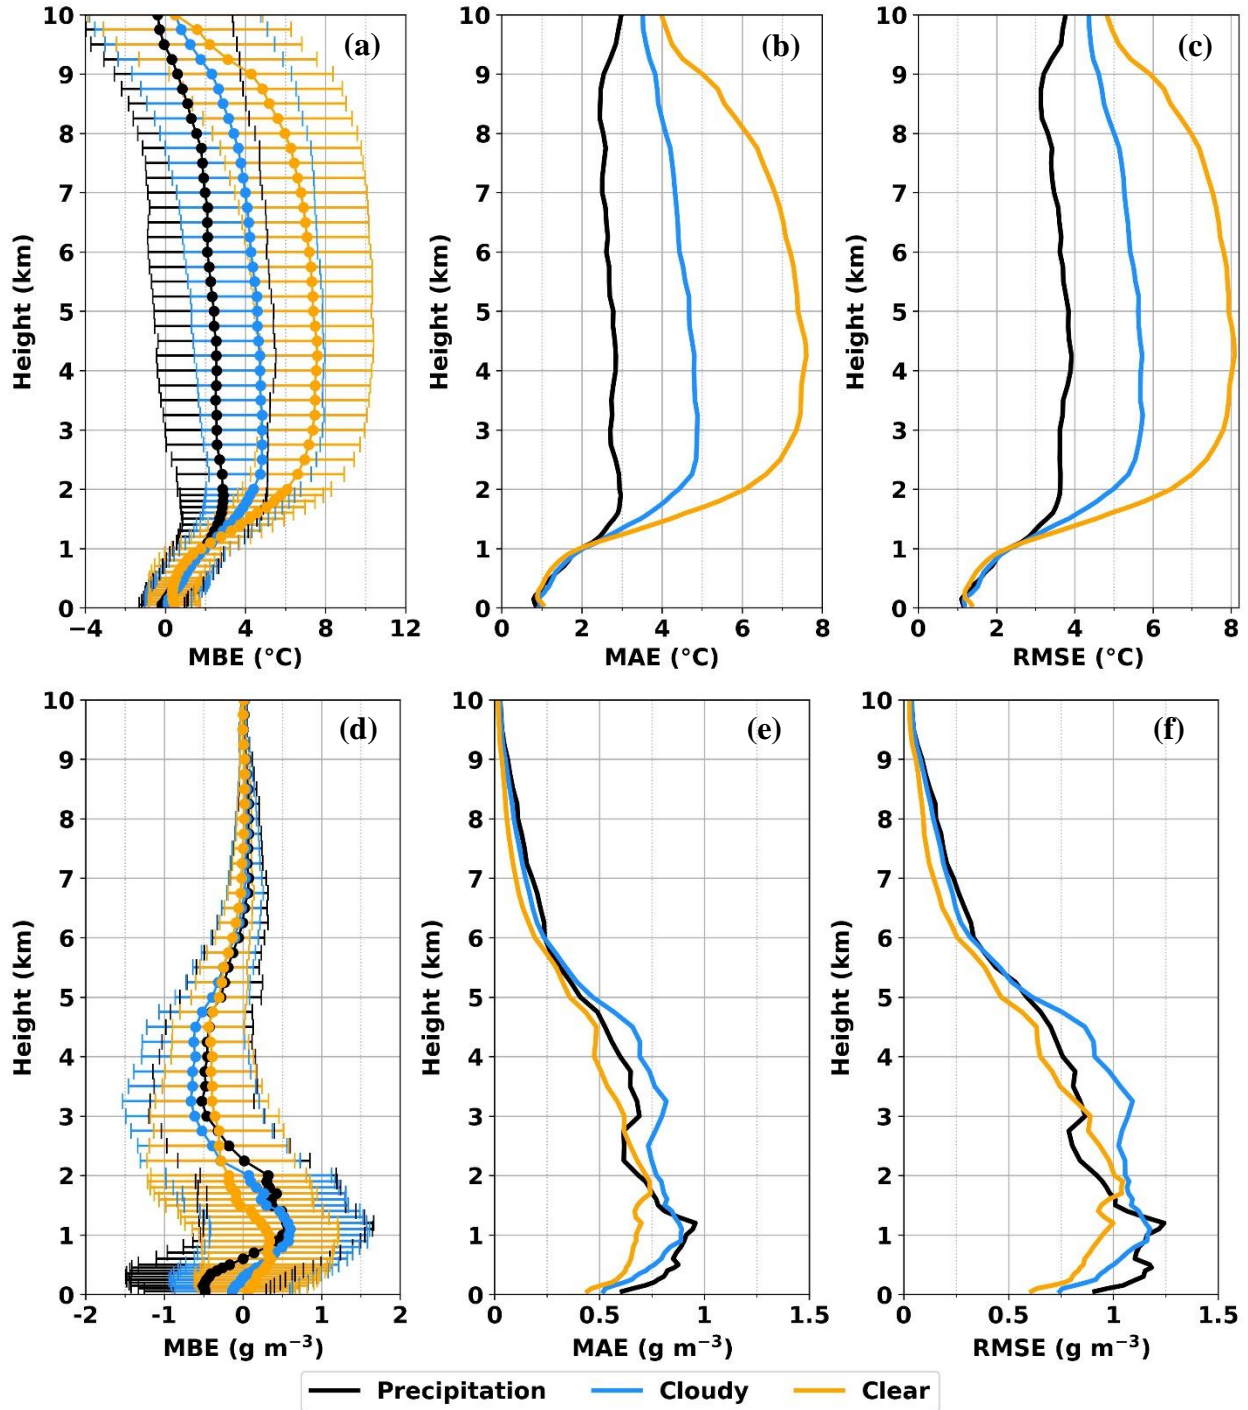 10
9
8
7
6
5
4
3
2
1
0
Height (km)
−4 0 4 8 12
MBE (°C)
(a)
10
9
8
7
6
5
4
3
2
1
0
Height (km)
0 2 4 6 8
MAE (°C)
(b)
10
9
8
7
6
5
4
3
2
1
0
Height (km)
0 2 4 6 8
RMSE (°C)
(c)
10
9
8
7
6
5
4
3
2
1
0
Height (km)
-2 -1 0 1 2
MBE (g m⁻³)
(d)
10
9
8
7
6
5
4
3
2
1
0
Height (km)
0 0.5 1 1.5
MAE (g m⁻³)
(e)
10
9
8
7
6
5
4
3
2
1
0
Height (km)
0 0.5 1 1.5
RMSE (g m⁻³)
(f)
Precipitation Cloudy Clear